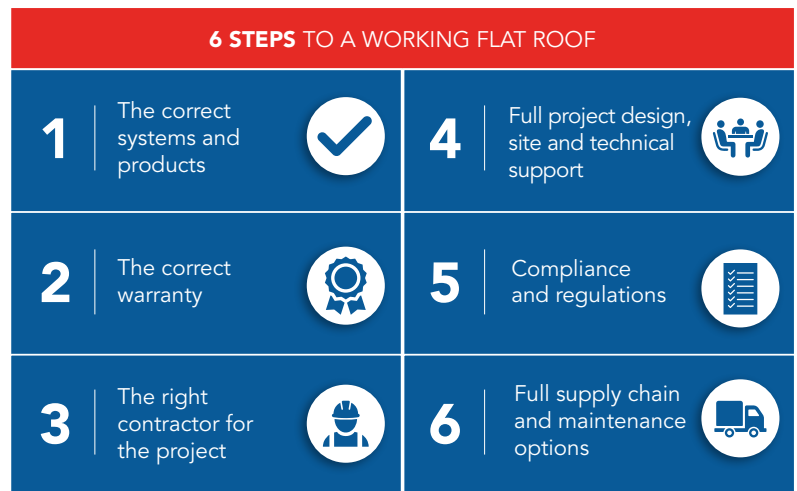 6 STEPS TO A WORKING FLAT ROOF
1
The correct
systems and
products
2
The correct
warranty
3
The right
contractor for
the project
4
Full project design,
site and technical
support
5
Compliance
and regulations
6
Full supply chain
and maintenance
options